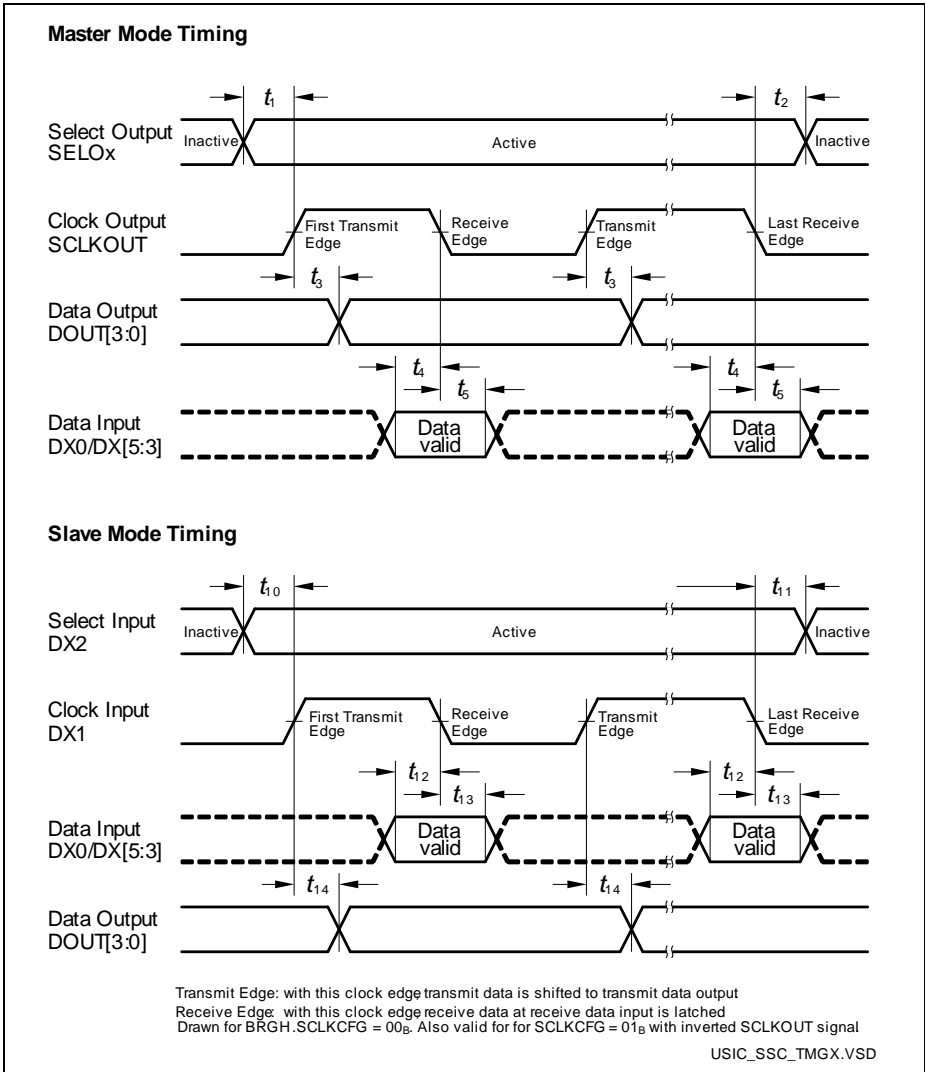 Master Mode Timing
t1
t2
Select Output
SELOx
Inactive
Active
Inactive
Clock Output
SCLKOUT
First Transmit
Edge
Receive
Edge
Transmit
Edge
Last Receive
Edge
t3
t3
Data Output
DOUT[3:0]
t4
t5
t4
t5
Data Input
DX0/DX[5:3]
Data
valid
Data
valid
Slave Mode Timing
t10
t11
Select Input
DX2
Inactive
Active
Inactive
Clock Input
DX1
First Transmit
Edge
Receive
Edge
Transmit
Edge
Last Receive
Edge
t12
t13
t12
t13
Data Input
DX0/DX[5:3]
Data
valid
Data
valid
t14
t14
Data Output
DOUT[3:0]
Transmit Edge: with this clock edge, transmit data is shifted to transmit data output
Receive Edge: with this clock edge, receive data at receive data input is latched
Drawn for BRGH.SCLKCFG = 00B. Also valid for for SCLKCFG = 01B with inverted SCLKOUT signal.
USIC_SSC_TMGX.VSD